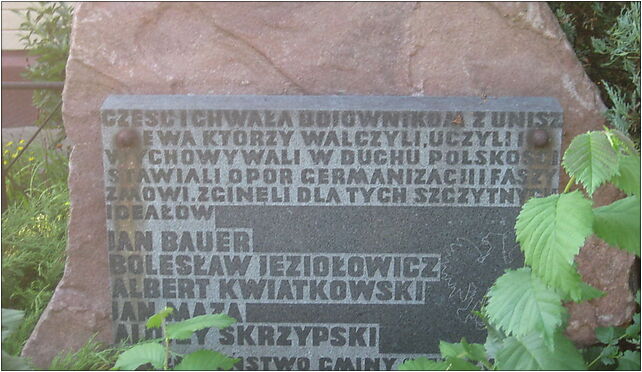 CZEŚĆ I CHWAŁA BOJOWNIKOM Z UNISZ
EWA KTÓRZY WALCZYLI, UCZYLI I
WYCHOWYWALI W DUCHU POLSKOŚCI
STAWIALI OPÓR GERMANIZACJI I FASZY
ZMOWI. ZGINĘLI DLA TYCH SZCZYTNYCH
IDEAŁÓW
JAN BAUER
BOLESŁAW JEZIOŁOWICZ
ALBERT KWIATKOWSKI
JAN MAZA
SKRZYPSKI
GMINY